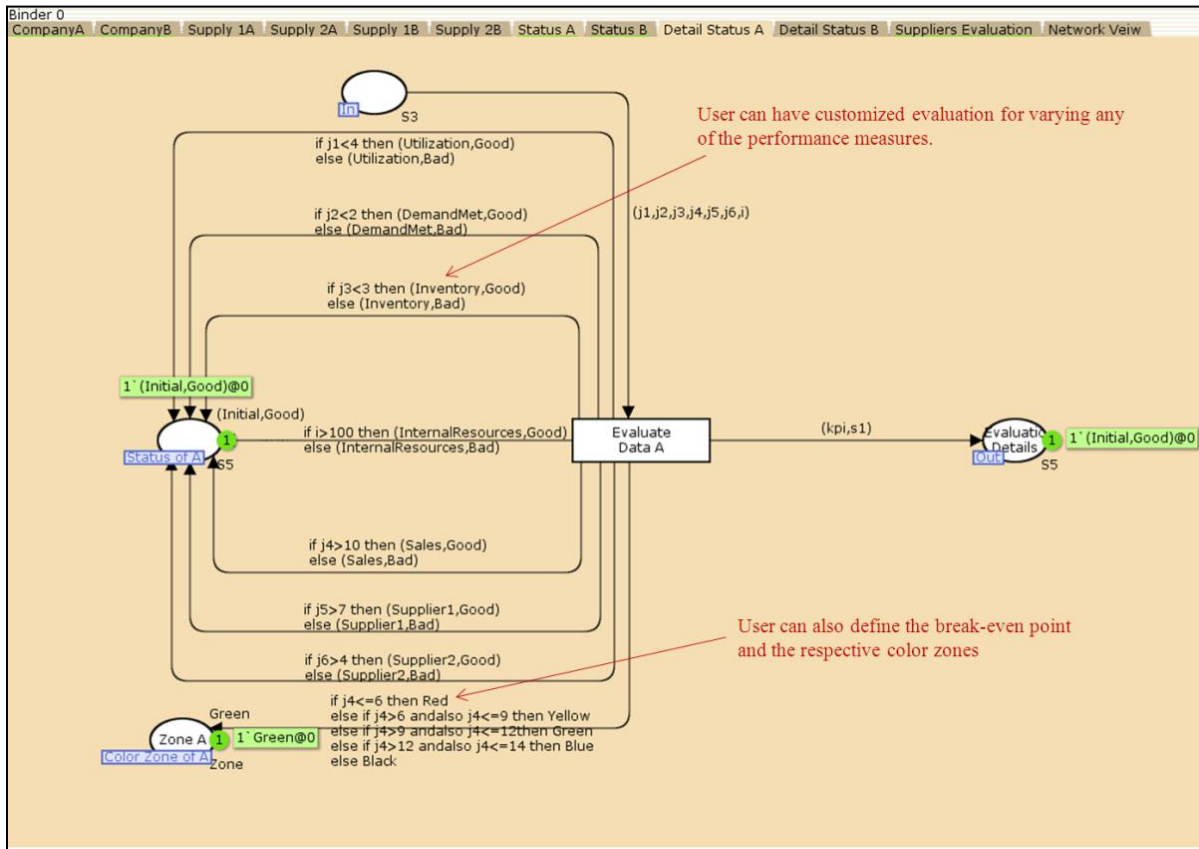 Binder 0
CompanyA CompanyB Supply 1A Supply 2A Supply 1B Supply 2B Status A Status B Detail Status A Detail Status B Suppliers Evaluation Network Veiw
In
S3
User can have customized evaluation for varying any
of the performance measures.
if j1<4 then (Utilization,Good)
else (Utilization,Bad)
(j1,j2,j3,j4,j5,j6,i)
if j2<2 then (DemandMet,Good)
else (DemandMet,Bad)
if j3<3 then (Inventory,Good)
else (Inventory,Bad)
1`(Initial,Good)@0
(Initial,Good)
1
Status of A
S5
if i>100 then (InternalResources,Good)
else (InternalResources,Bad)
Evaluate
Data A
(kpi,s1)
Evaluatio
Details
1
Out
S5
1`(Initial,Good)@0
if j4>10 then (Sales,Good)
else (Sales,Bad)
if j5>7 then (Supplier1,Good)
else (Supplier1,Bad)
User can also define the break-even point
and the respective color zones
if j6>4 then (Supplier2,Good)
else (Supplier2,Bad)
if j4<=6 then Red
else if j4>6 andalso j4<=9 then Yellow
else if j4>9 andalso j4<=12then Green
else if j4>12 andalso j4<=14 then Blue
else Black
Green
Zone A
1
1`Green@0
Color Zone of A
Zone